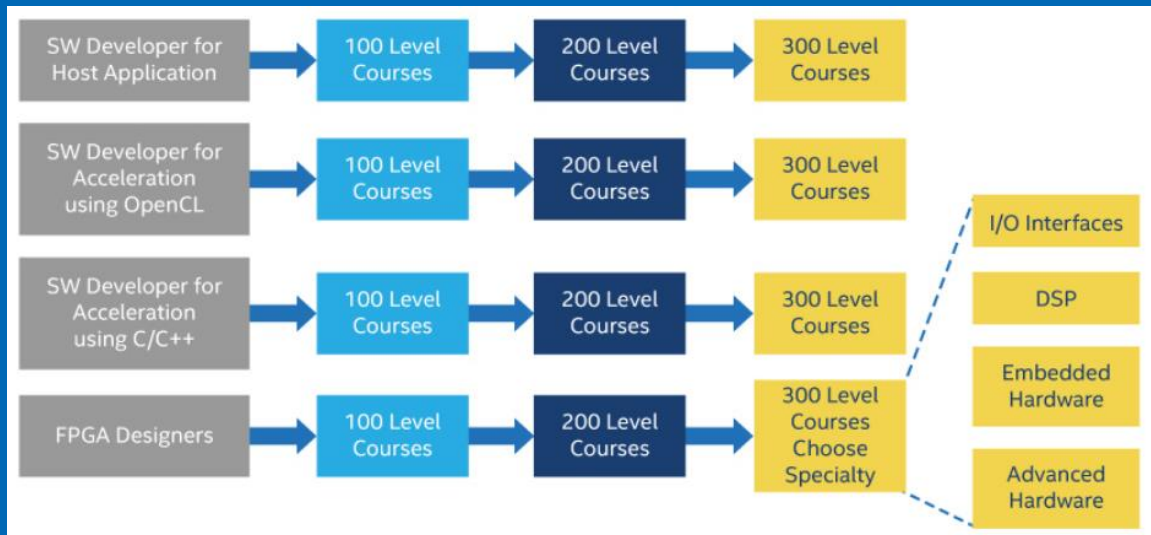 SW Developer for
Host Application
100 Level
Courses
200 Level
Courses
300 Level
Courses
SW Developer for
Acceleration
using OpenCL
100 Level
Courses
200 Level
Courses
300 Level
Courses
SW Developer for
Acceleration
using C/C++
100 Level
Courses
200 Level
Courses
300 Level
Courses
FPGA Designers
100 Level
Courses
200 Level
Courses
300 Level
Courses
Choose
Specialty
I/O Interfaces
DSP
Embedded
Hardware
Advanced
Hardware